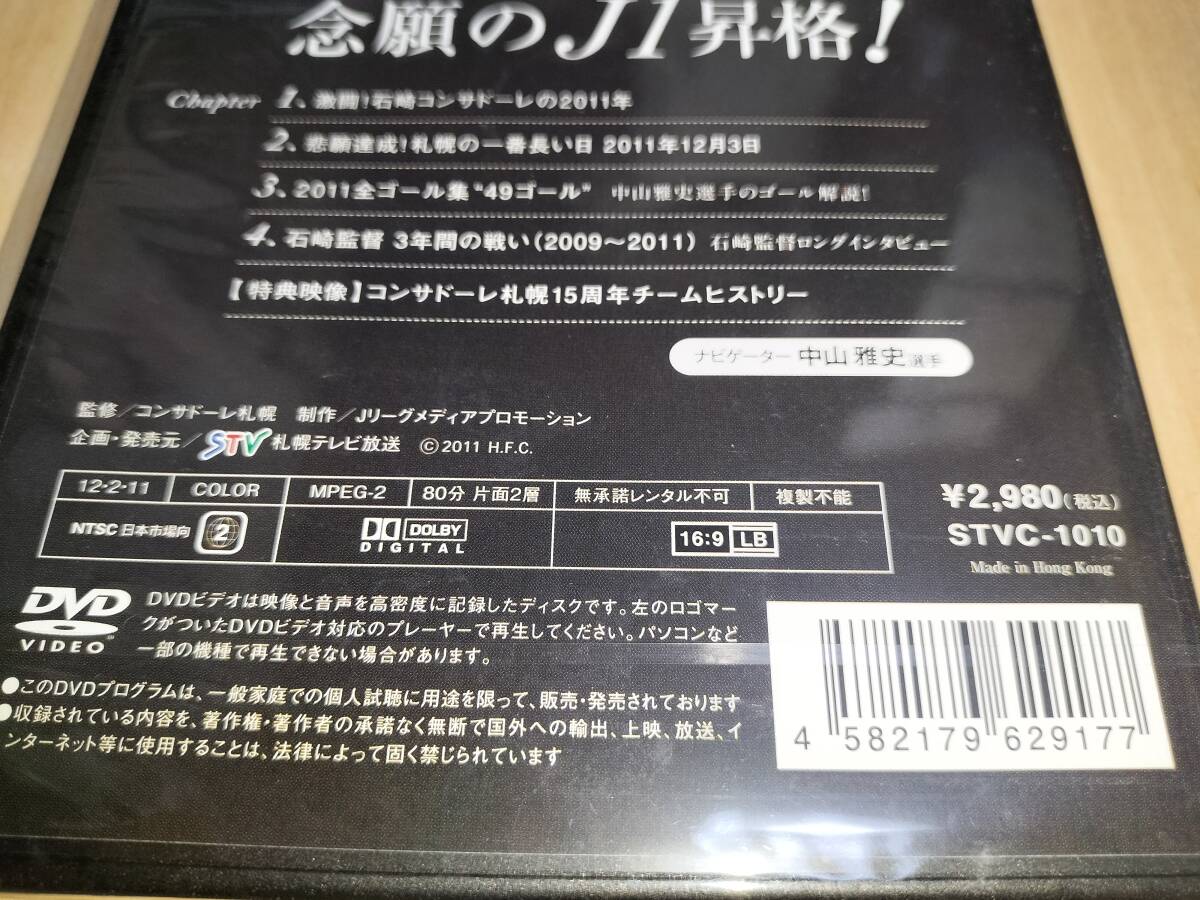 念願のJ1昇格!
Chapter 1、激闘!石崎コンサドーレの2011年
2、悲願達成!札幌の一番長い日 2011年12月3日
3、2011全ゴール集"49ゴール" 中山雅史選手のゴール解説!
4、石崎監督 3年間の戦い(2009〜2011) 石崎監督ロングインタビュー
【特典映像】コンサドーレ札幌15周年チームヒストリー
ナビゲーター 中山 雅史選手
監修/コンサドーレ札幌 制作/Jリーグメディアプロモーション
企画・発売元/STV札幌テレビ放送 ©2011 H.F.C.
12・2・11 COLOR MPEG-2 80分 片面2層 無承諾レンタル不可 複製不能
¥2,980(税込)
NTSC 日本市場向 2 DOLBY DIGITAL 16:9 LB
STVC-1010
Made in Hong Kong
DVD VIDEO
DVDビデオは映像と音声を高密度に記録したディスクです。左のロゴマー
クがついたDVDビデオ対応のプレーヤーで再生してください。パソコンなど
一部の機種で再生できない場合があります。
●このDVDプログラムは、一般家庭での個人試聴に用途を限って、販売・発売されております
●収録されている内容を、著作権・著作者の承諾なく無断で国外への輸出、上映、放送、イ
ンターネット等に使用することは、法律によって固く禁じられています
4 582179 629177